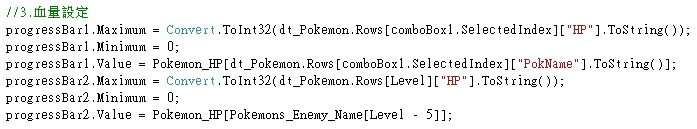 //3.血量設定
progressBar1.Maximum = Convert.ToInt32(dt_Pokemon.Rows[comboBox1.SelectedIndex]["HP"].ToString());
progressBar1.Minimum = 0;
progressBar1.Value = Pokemon_HP[dt_Pokemon.Rows[comboBox1.SelectedIndex]["PokName"].ToString()];
progressBar2.Maximum = Convert.ToInt32(dt_Pokemon.Rows[Level]["HP"].ToString());
progressBar2.Minimum = 0;
progressBar2.Value = Pokemon_HP[Pokemons_Enemy_Name[Level - 5]];